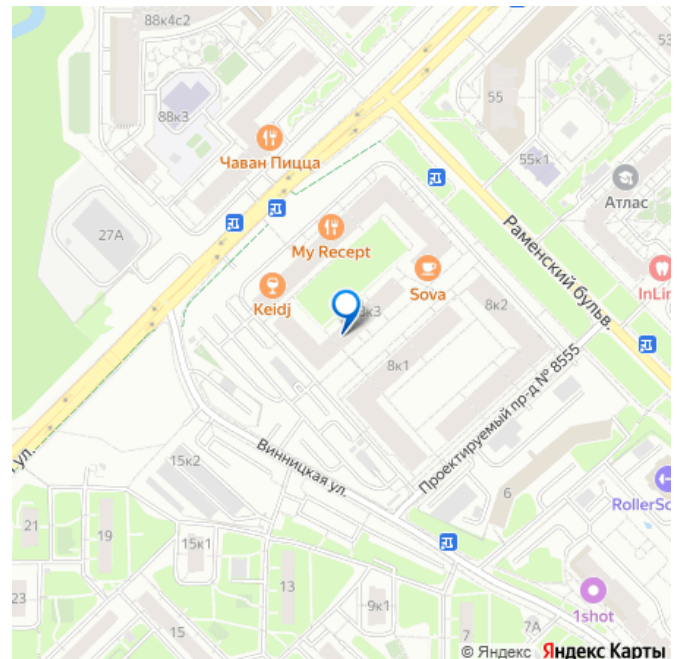 88к4с2
53
88к3
55
Чаван Пицца
55к1
Атлас
27А
My Recept
Раменский бульв.
Keidj
Sova
InLin
8к2
8к3
8к1
Проектируемый пр-д № 8555
ул.
15к2
Винницкая ул.
6
RollerSc
21
19
15к1
23
13
9к1
1shot
15
7
7А
© Яндекс Яндекс Карты